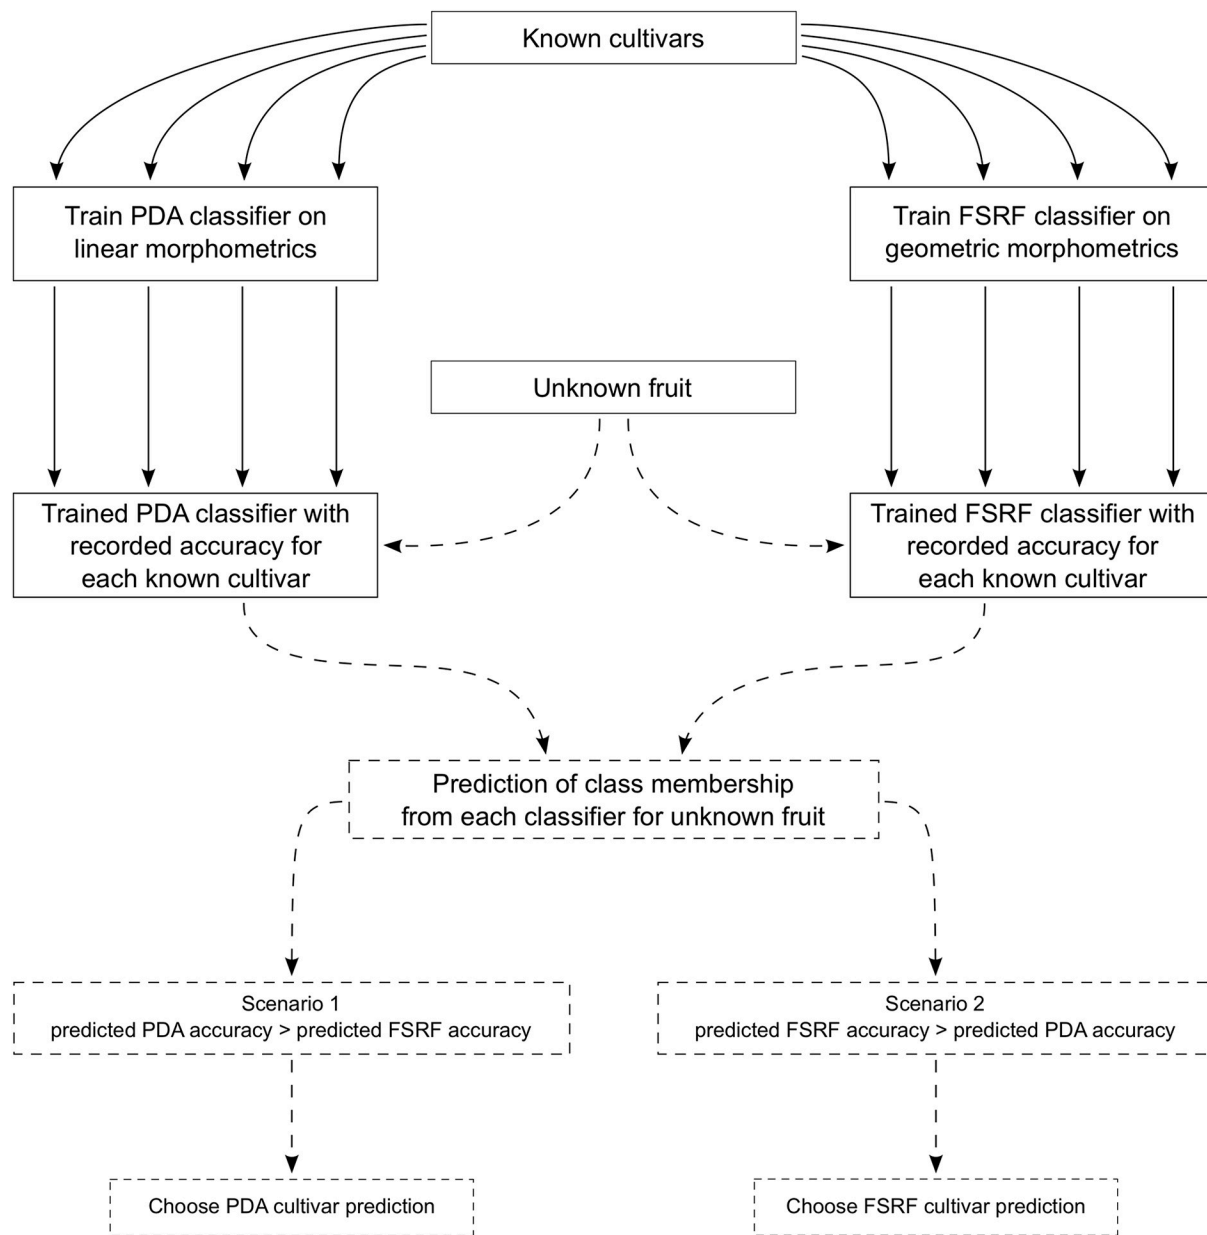 Known cultivars
Train PDA classifier on
linear morphometrics
Train FSRF classifier on
geometric morphometrics
Unknown fruit
Trained PDA classifier with
recorded accuracy for
each known cultivar
Trained FSRF classifier with
recorded accuracy for
each known cultivar
Prediction of class membership
from each classifier for unknown fruit
Scenario 1
predicted PDA accuracy > predicted FSRF accuracy
Scenario 2
predicted FSRF accuracy > predicted PDA accuracy
Choose PDA cultivar prediction
Choose FSRF cultivar prediction